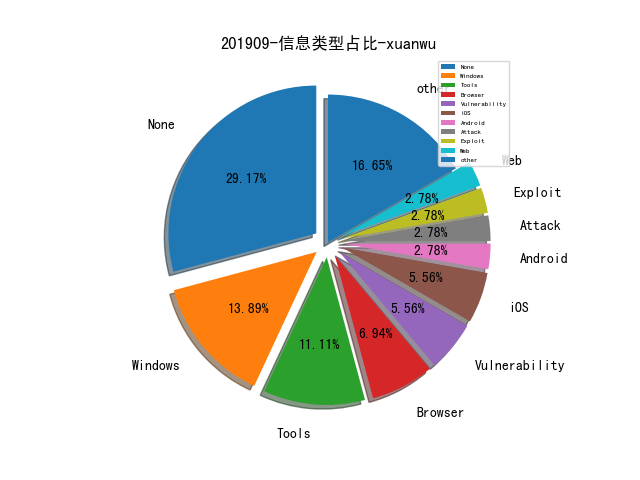 201909-信息类型占比-xuanwu
None
Windows
Tools
Browser
Vulnerability
iOS
Android
Attack
Exploit
Web
other
other
None
29.17%
16.65%
Web
2.78%
Exploit
2.78%
Attack
2.78%
Android
2.78%
5.56%
iOS
5.56%
13.89%
6.94%
11.11%
Windows
Vulnerability
Browser
Tools